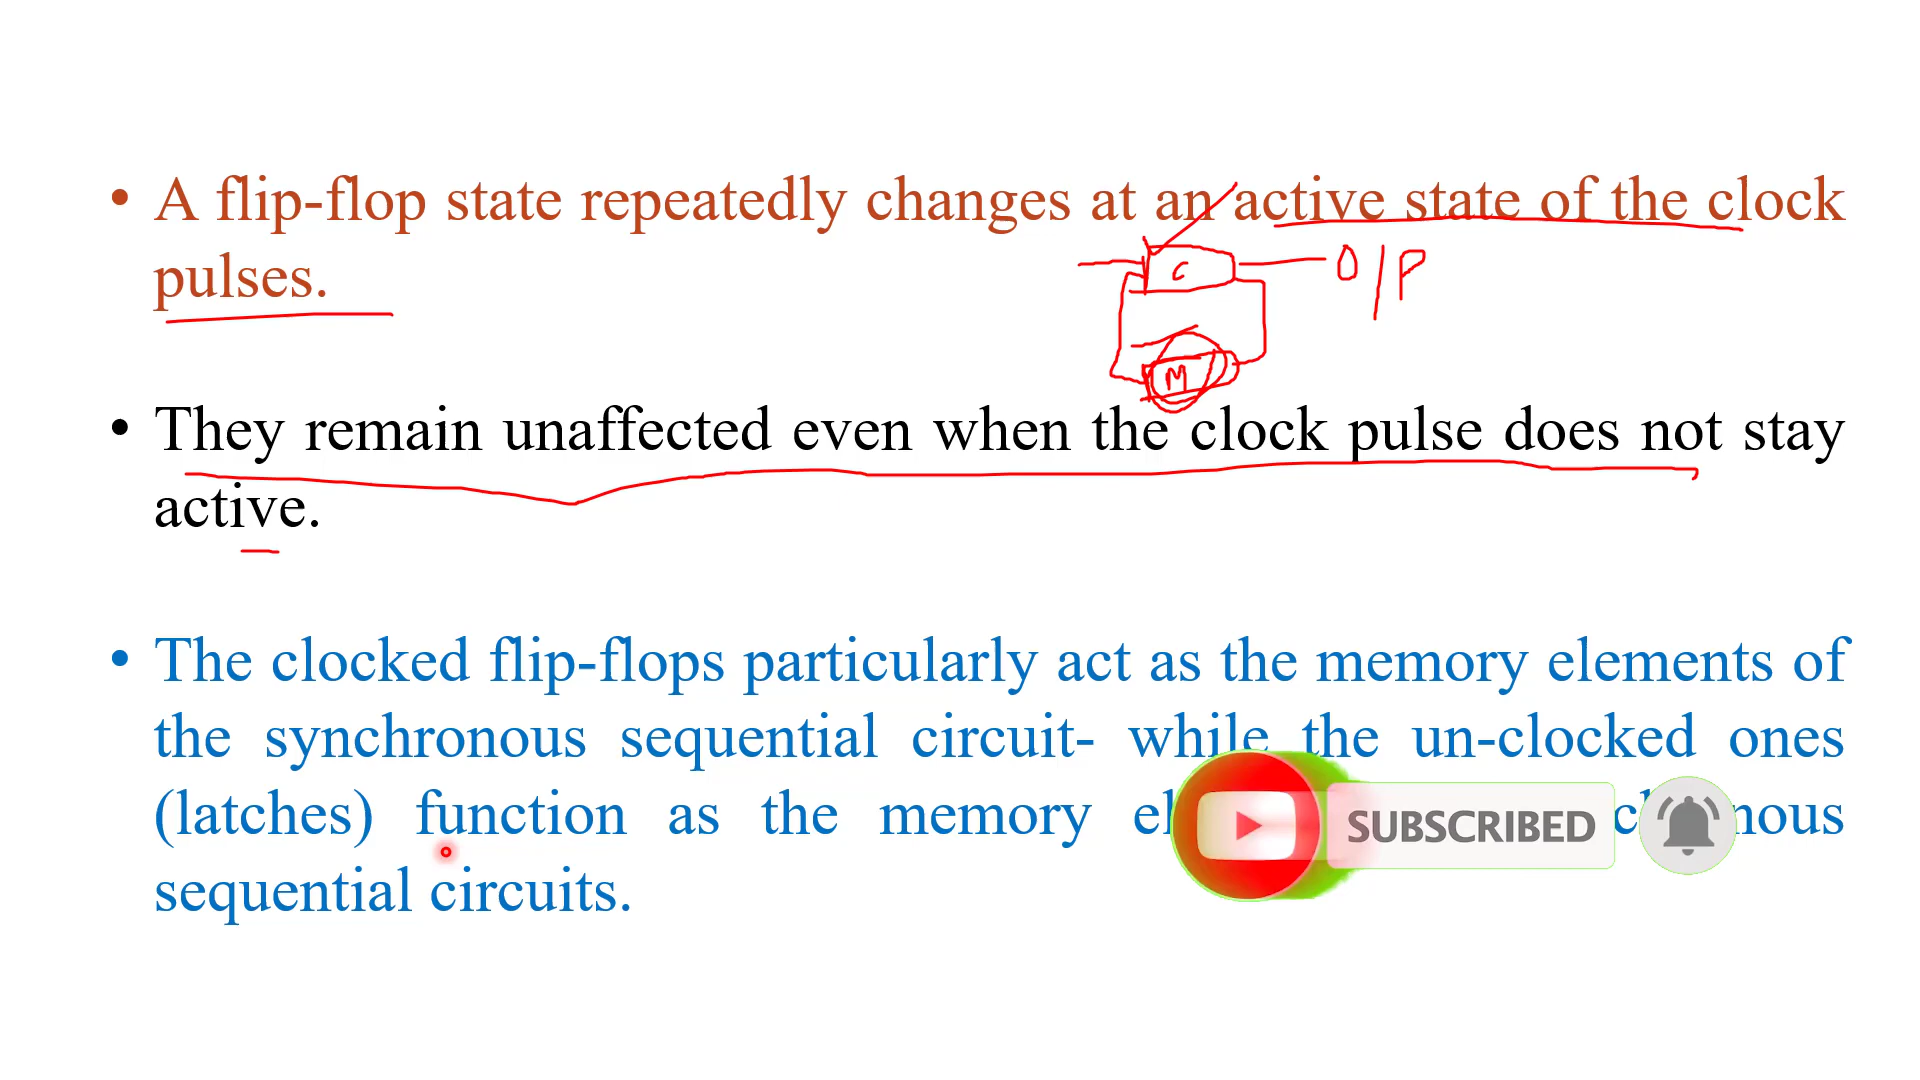 • A flip-flop state repeatedly changes at an active state of the clock
pulses.
C O/P
M
• They remain unaffected even when the clock pulse does not stay
active.
• The clocked flip-flops particularly act as the memory elements of
the synchronous sequential circuit- while the un-clocked ones
(latches) function as the memory
SUBSCRIBED
sequential circuits.